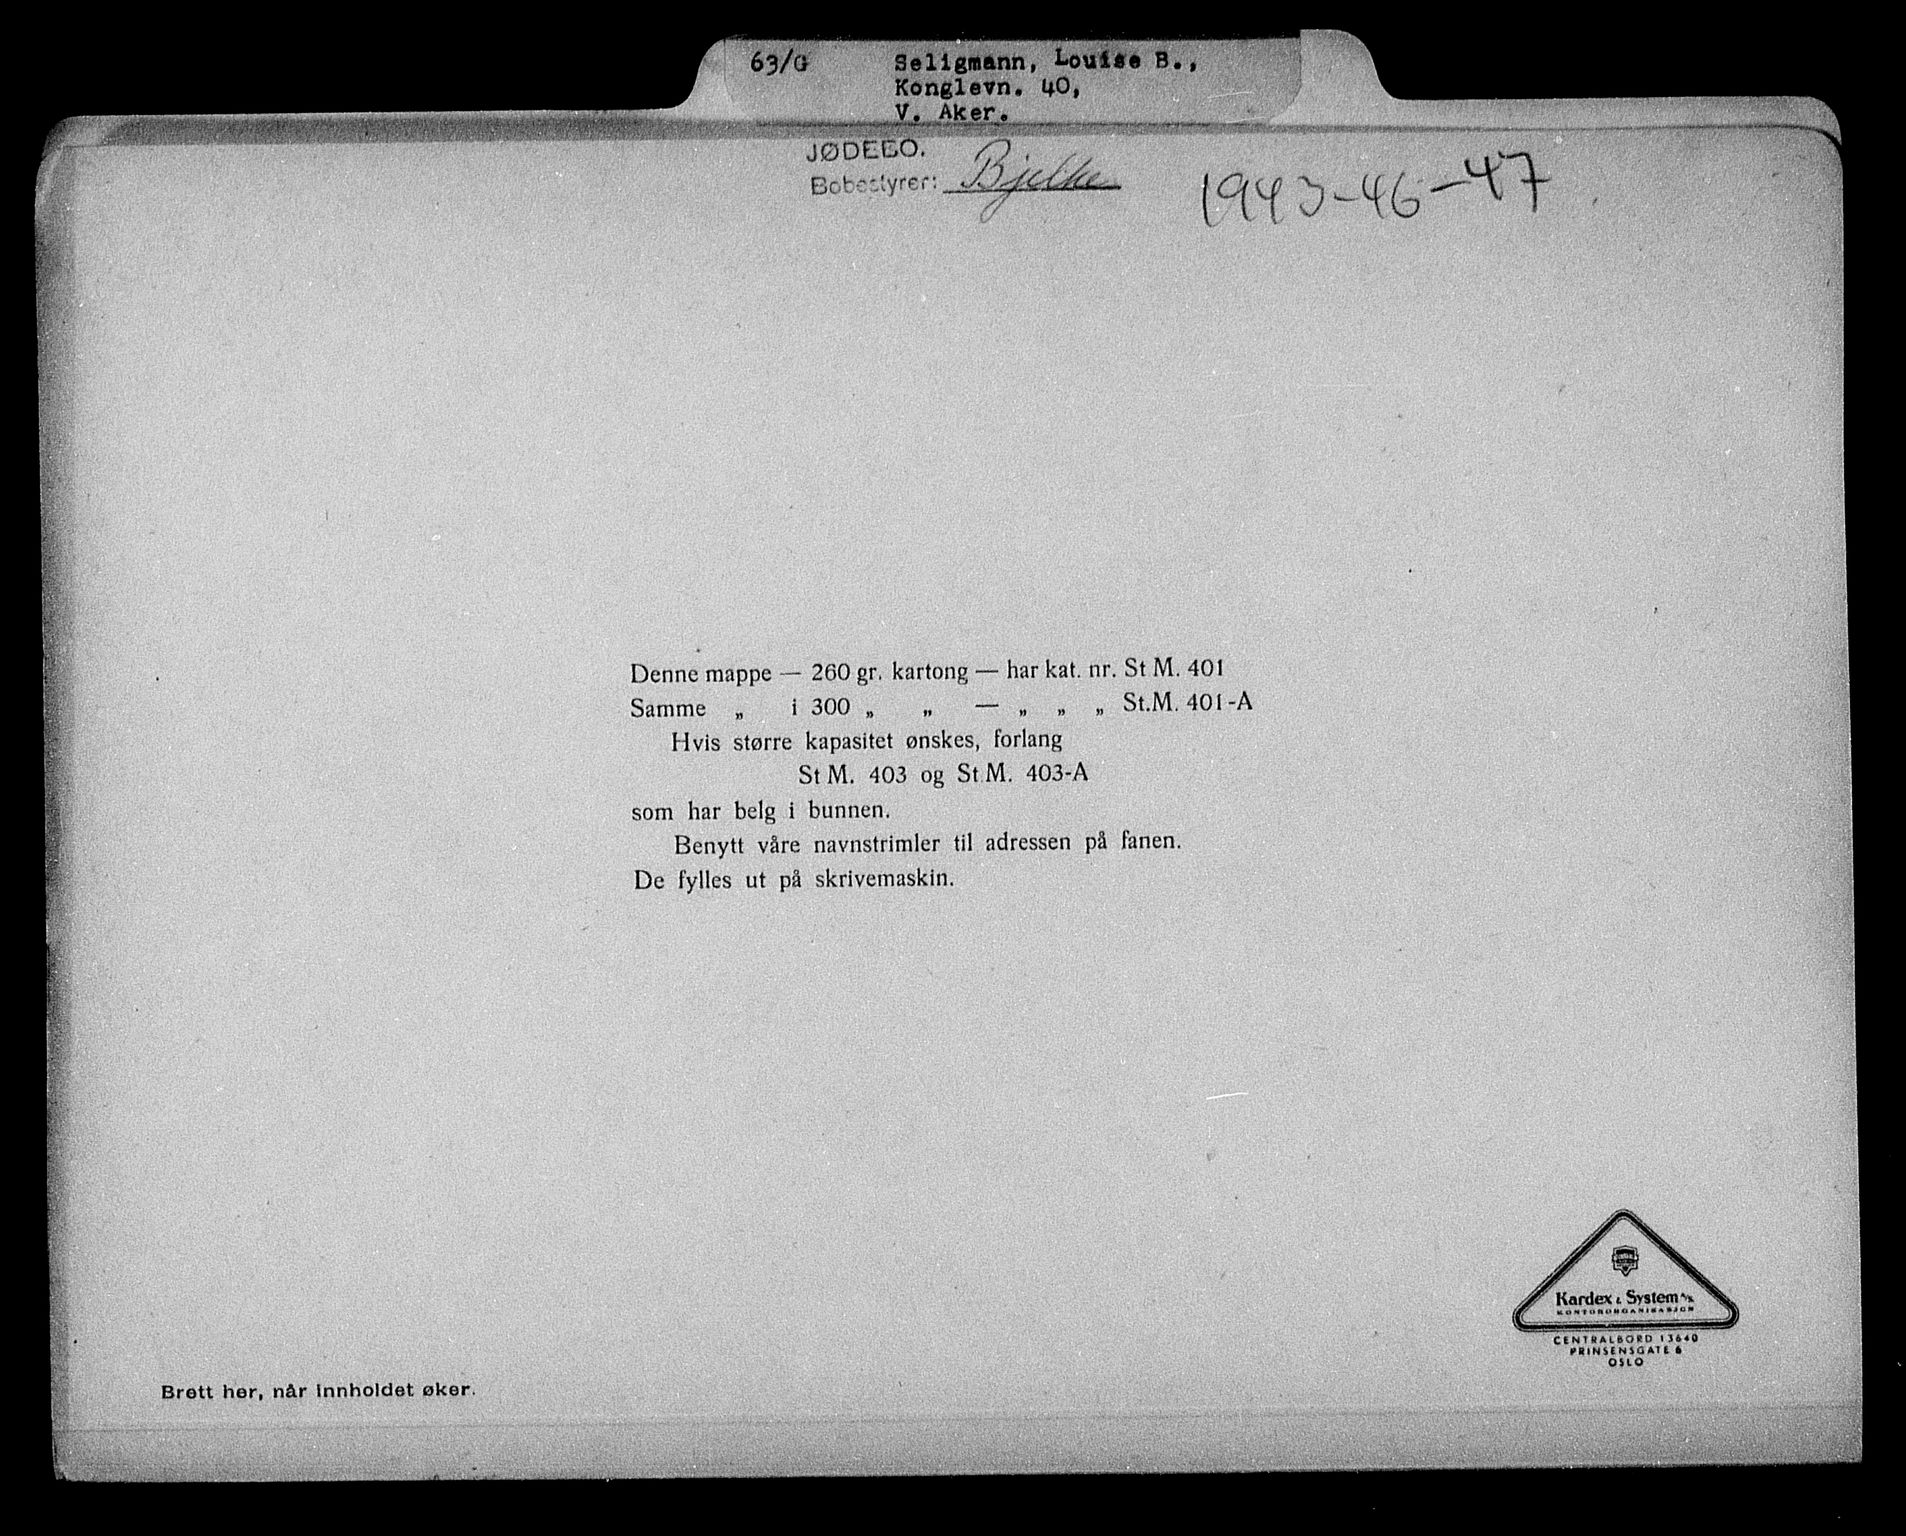 63/G Seligmann, Louise B.,
Konglevn. 40,
V. Aker.
JØDEBO.
Bobestyrer: Bjelke
1943-46-47
Denne mappe — 260 gr. kartong — har kat. nr. St M. 401
Samme „ i 300 „ „ — „ „ „ St.M. 401-A
Hvis større kapasitet ønskes, forlang
St M. 403 og St.M. 403-A
som har belg i bunnen.
Benytt våre navnstrimler til adressen på fanen.
De fylles ut på skrivemaskin.
Kardex & System A/S
KONTORORGANISASJON
CENTRALBORD 13640
PRINSENSGATE 6
OSLO
Brett her, når innholdet øker.